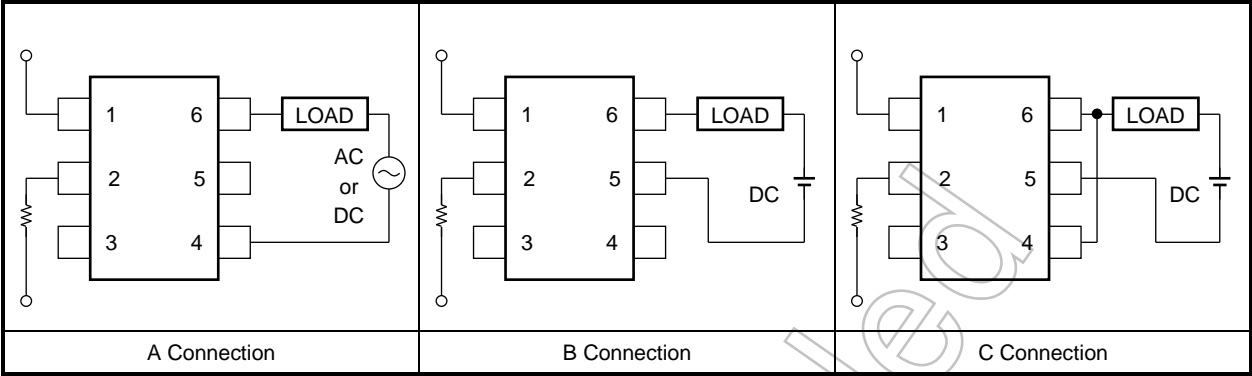 1 6 LOAD
2 5 AC or DC
3 4
A Connection
1 6 LOAD
2 5 DC
3 4
B Connection
1 6 LOAD
2 5 DC
3 4
C Connection